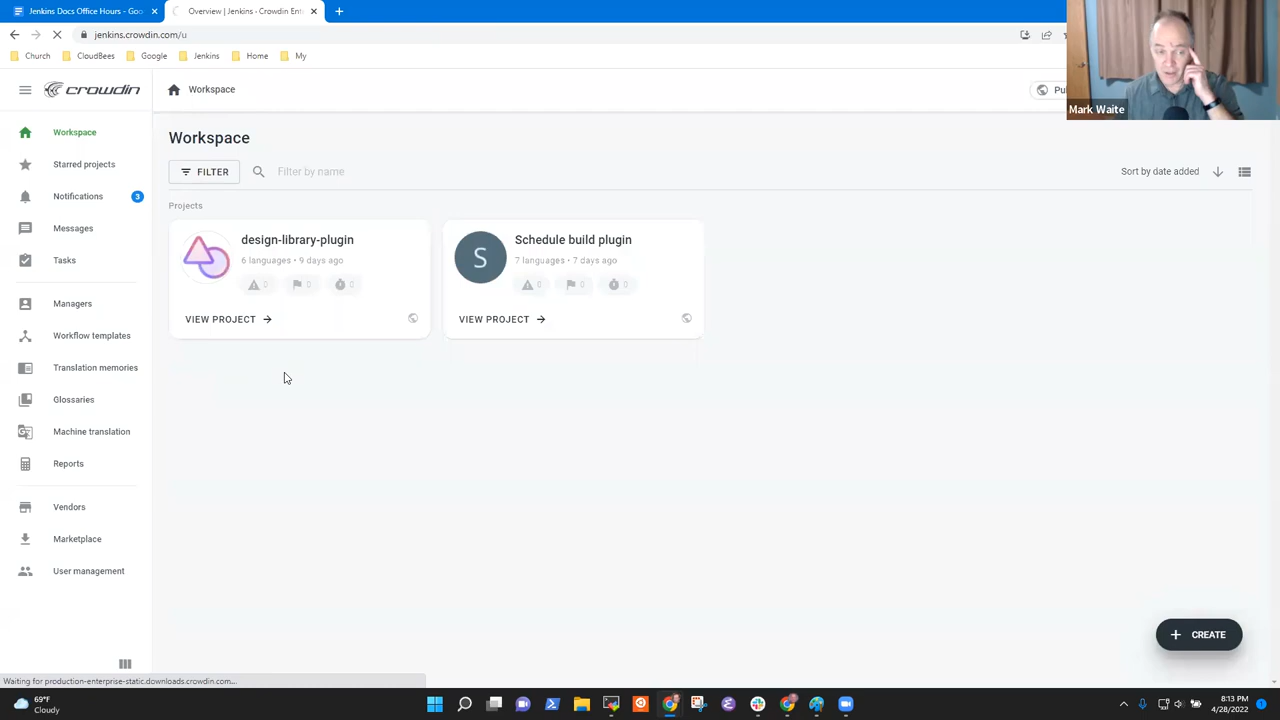 Jenkins Docs Office Hours - Goo
Overview | Jenkins - Crowdin Ent
jenkins.crowdin.com/u
Church
CloudBees
Google
Jenkins
Home
My
crowdin
Workspace
Mark Waite
Workspace
Starred projects
Notifications
3
Messages
Tasks
Managers
Workflow templates
Translation memories
Glossaries
Machine translation
Reports
Vendors
Marketplace
User management
Workspace
FILTER
Filter by name
Sort by date added
Projects
design-library-plugin
6 languages • 9 days ago
0 0 0
VIEW PROJECT
S
Schedule build plugin
7 languages • 7 days ago
0 0 0
VIEW PROJECT
+ CREATE
Waiting for production-enterprise-static.downloads.crowdin.com...
69°F
Cloudy
8:13 PM
4/28/2022